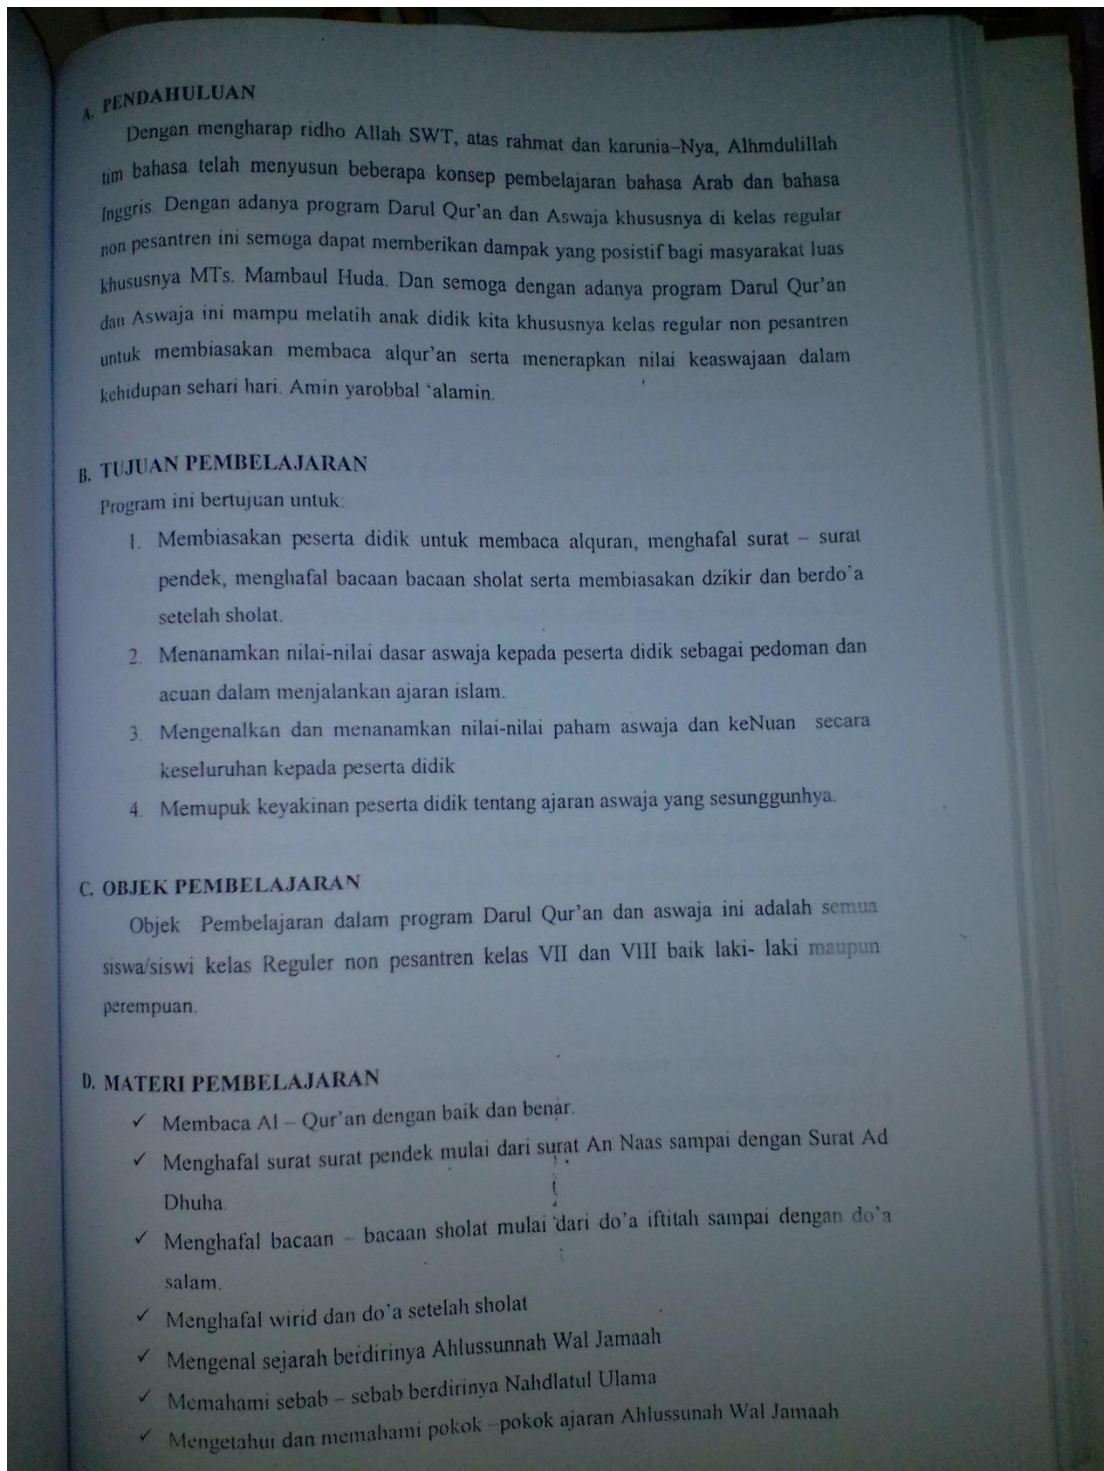 A. PENDAHULUAN
Dengan mengharap ridho Allah SWT, atas rahmat dan karunia-Nya, Alhmdulillah
tim bahasa telah menyusun beberapa konsep pembelajaran bahasa Arab dan bahasa
Inggris. Dengan adanya program Darul Qur'an dan Aswaja khususnya di kelas regular
non pesantren ini semoga dapat memberikan dampak yang posistif bagi masyarakat luas
khususnya MTs. Mambaul Huda. Dan semoga dengan adanya program Darul Qur'an
dan Aswaja ini mampu melatih anak didik kita khususnya kelas regular non pesantren
untuk membiasakan membaca alqur'an serta menerapkan nilai keaswajaan dalam
kehidupan sehari hari. Amin yarobbal 'alamin.
B. TUJUAN PEMBELAJARAN
Program ini bertujuan untuk:
1. Membiasakan peserta didik untuk membaca alquran, menghafal surat – surat
pendek, menghafal bacaan bacaan sholat serta membiasakan dzikir dan berdo'a
setelah sholat.
2. Menanamkan nilai-nilai dasar aswaja kepada peserta didik sebagai pedoman dan
acuan dalam menjalankan ajaran islam.
3. Mengenalkan dan menanamkan nilai-nilai paham aswaja dan keNuan secara
keseluruhan kepada peserta didik
4. Memupuk keyakinan peserta didik tentang ajaran aswaja yang sesunggunhya.
C. OBJEK PEMBELAJARAN
Objek Pembelajaran dalam program Darul Qur'an dan aswaja ini adalah semua
siswa/siswi kelas Reguler non pesantren kelas VII dan VIII baik laki- laki maupun
perempuan.
D. MATERI PEMBELAJARAN
✓ Membaca Al – Qur'an dengan baik dan benar.
✓ Menghafal surat surat pendek mulai dari surat An Naas sampai dengan Surat Ad
Dhuha.
✓ Menghafal bacaan – bacaan sholat mulai dari do'a iftitah sampai dengan do'a
salam.
✓ Menghafal wirid dan do'a setelah sholat
✓ Mengenal sejarah berdirinya Ahlussunnah Wal Jamaah
✓ Memahami sebab – sebab berdirinya Nahdlatul Ulama
✓ Mengetahui dan memahami pokok –pokok ajaran Ahlussunah Wal Jamaah